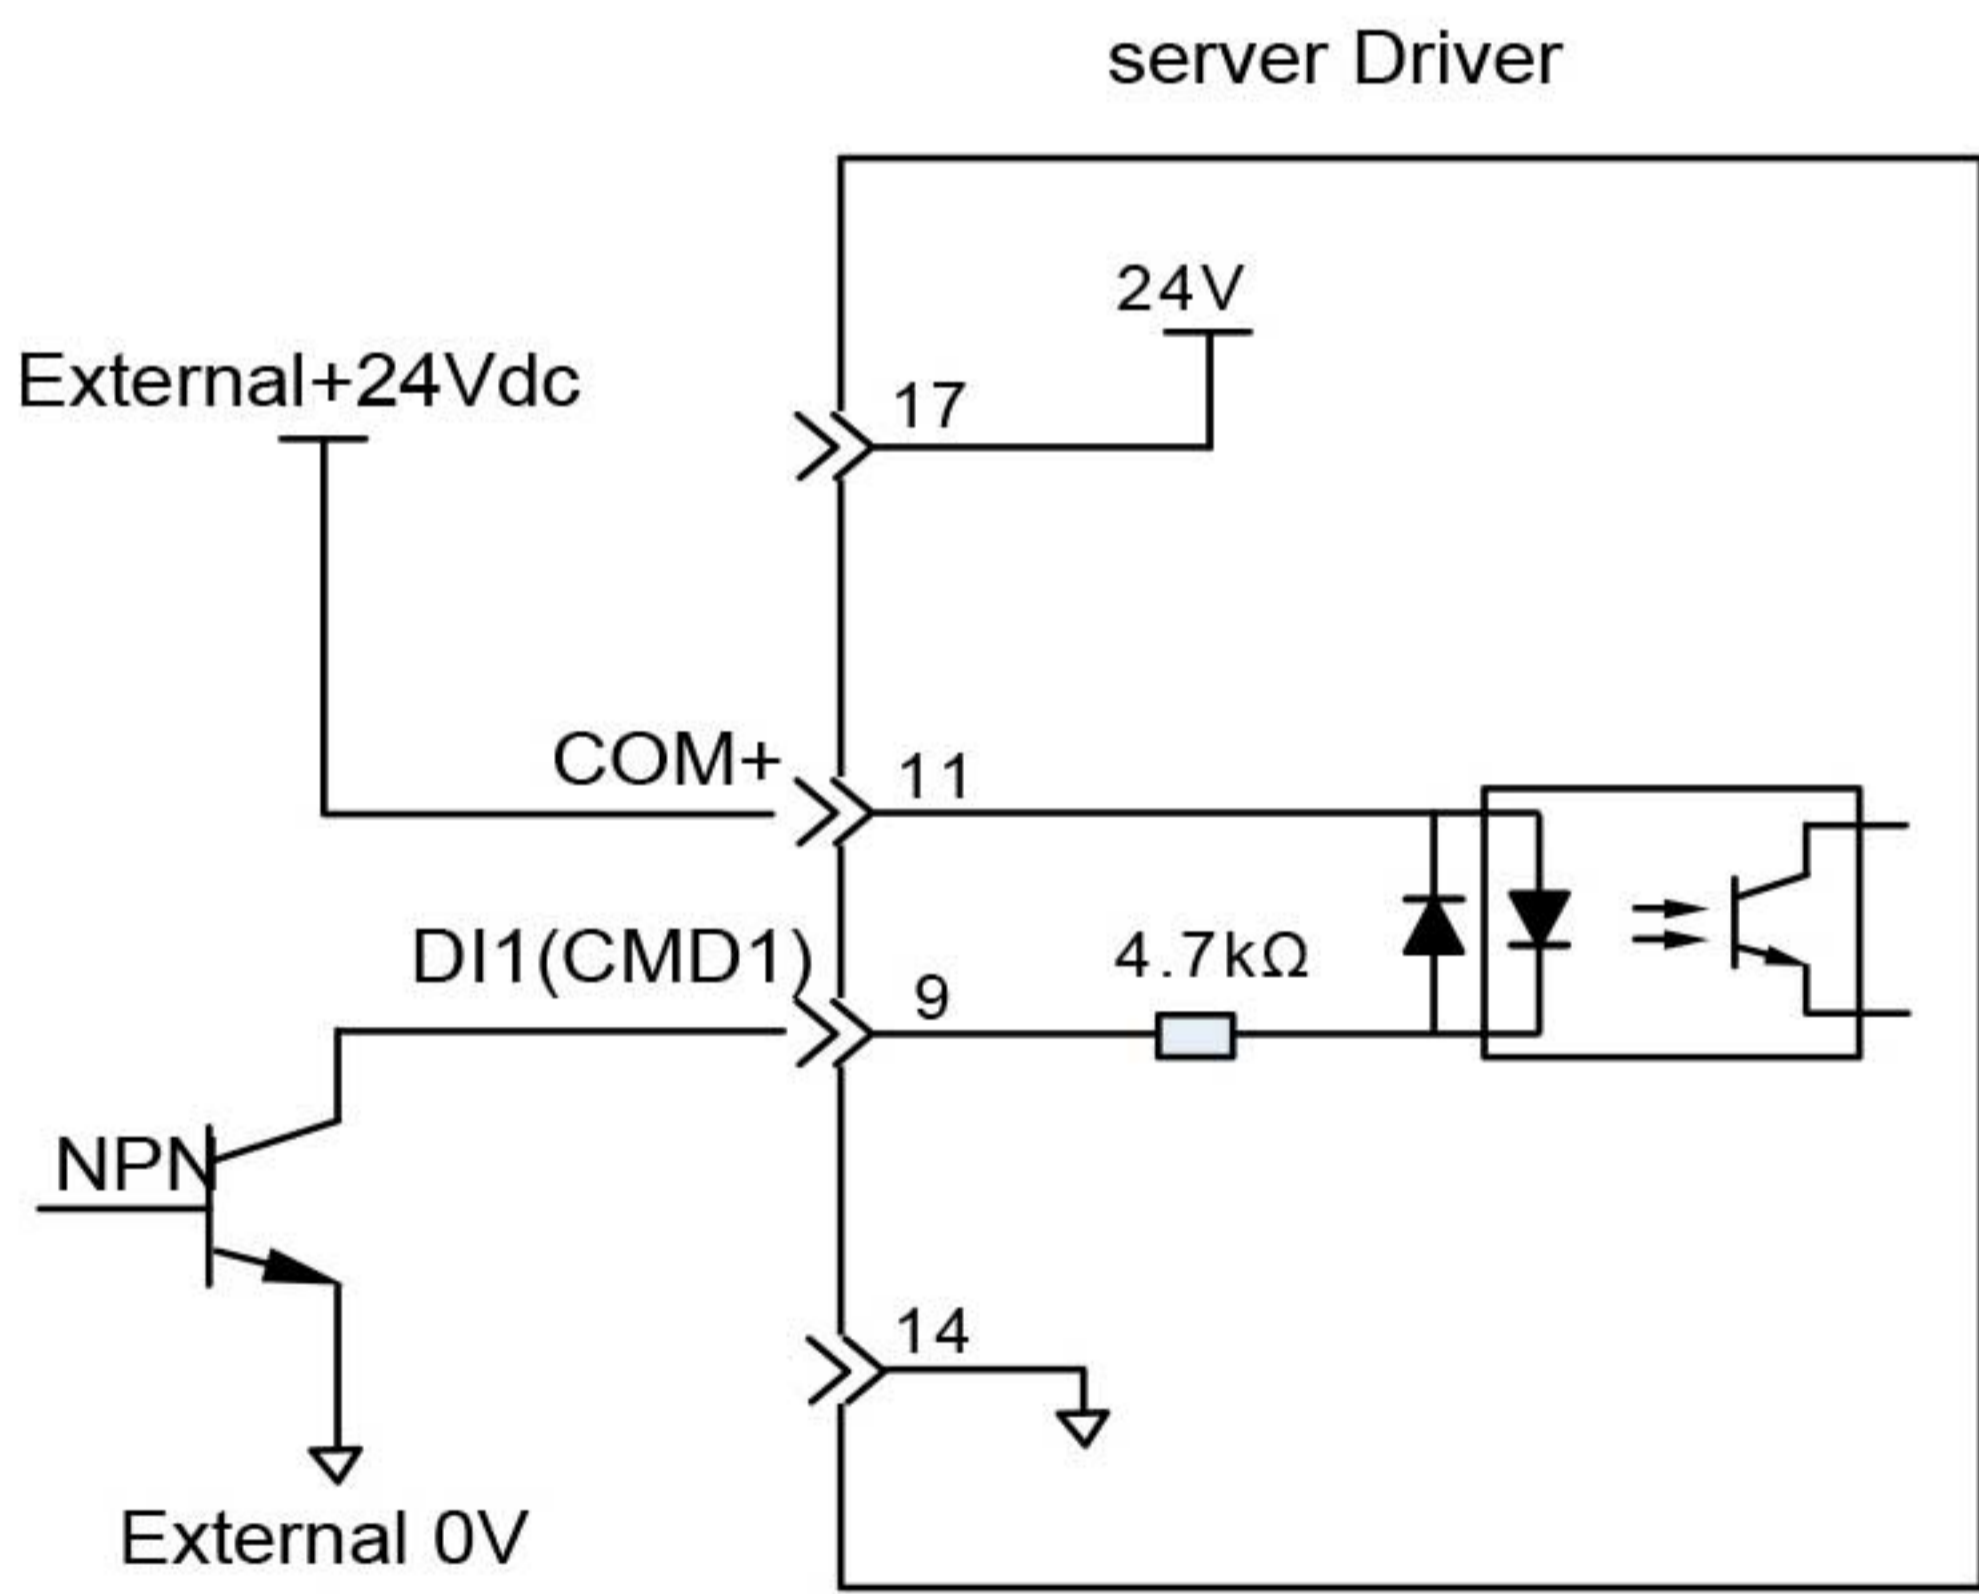 server Driver
24V
External+24Vdc
17
COM+
11
DI1(CMD1)
9
4.7kΩ
NPN
14
External 0V